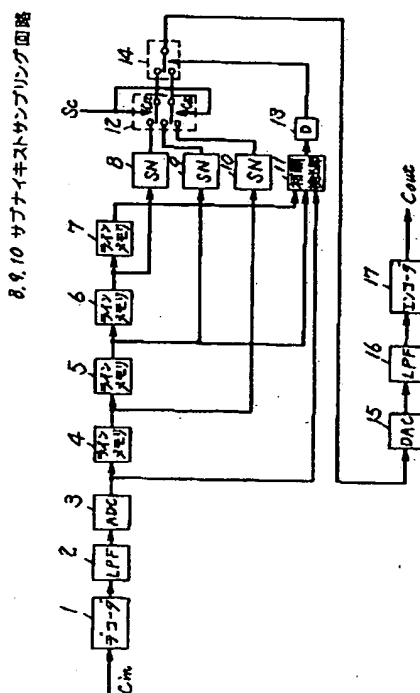 8,9,10 サブナイキストサンプリング回路
Cin
1
デコーダ
2
LPF
3
ADC
4
ラインメモリ
5
ラインメモリ
6
ラインメモリ
7
ラインメモリ
8
SN
9
SN
10
SN
11
相関
12
Sc
13
D
14
15
DAC
16
LPF
17
エンコーダ
Cout